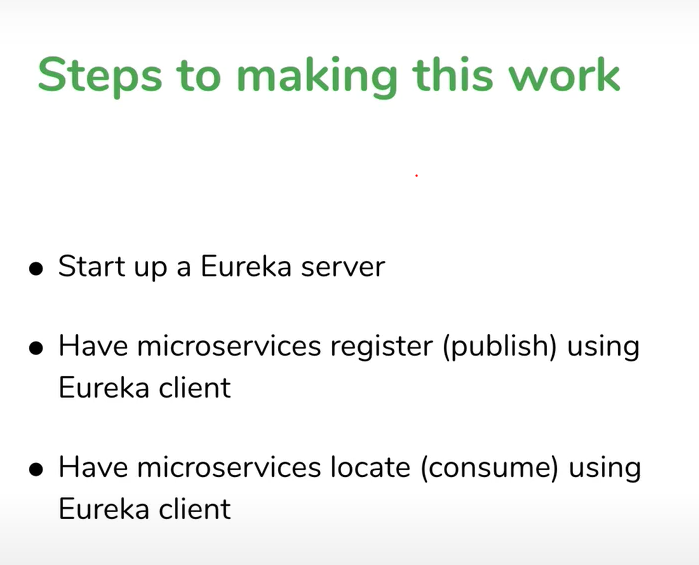 Steps to making this work
● Start up a Eureka server
● Have microservices register (publish) using
Eureka client
● Have microservices locate (consume) using
Eureka client